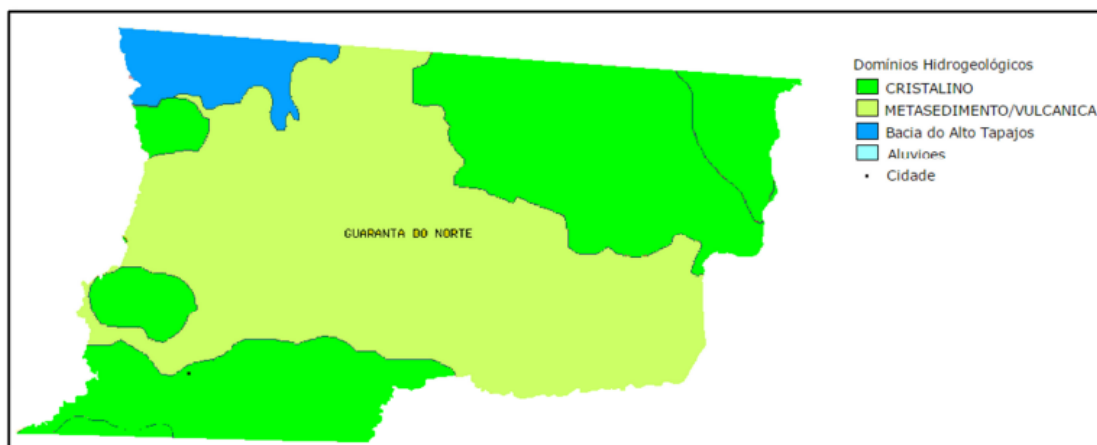 Domínios Hidrogeológicos
CRISTALINO
METASEDIMENTO/VULCANICA
Bacia do Alto Tapajos
Aluvioes
Cidade
GUARANTA DO NORTE